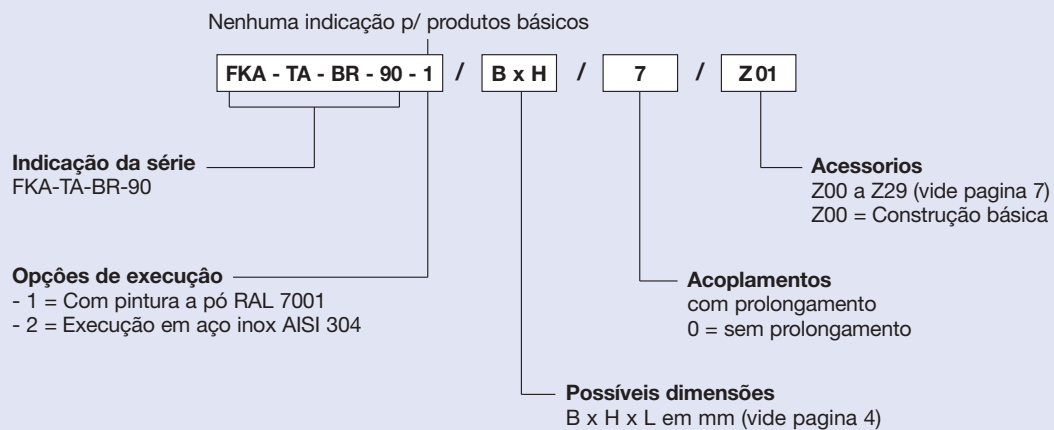 Nenhuma indicação p/ produtos básicos
FKA - TA - BR - 90 - 1 / B x H / 7 / Z 01
Indicação da série
FKA-TA-BR-90
Acessorios
Z00 a Z29 (vide pagina 7)
Z00 = Construção básica
Opçôes de execuçâo
- 1 = Com pintura a pó RAL 7001
- 2 = Execução em aço inox AISI 304
Acoplamentos
com prolongamento
0 = sem prolongamento
Possíveis dimensões
B x H x L em mm (vide pagina 4)